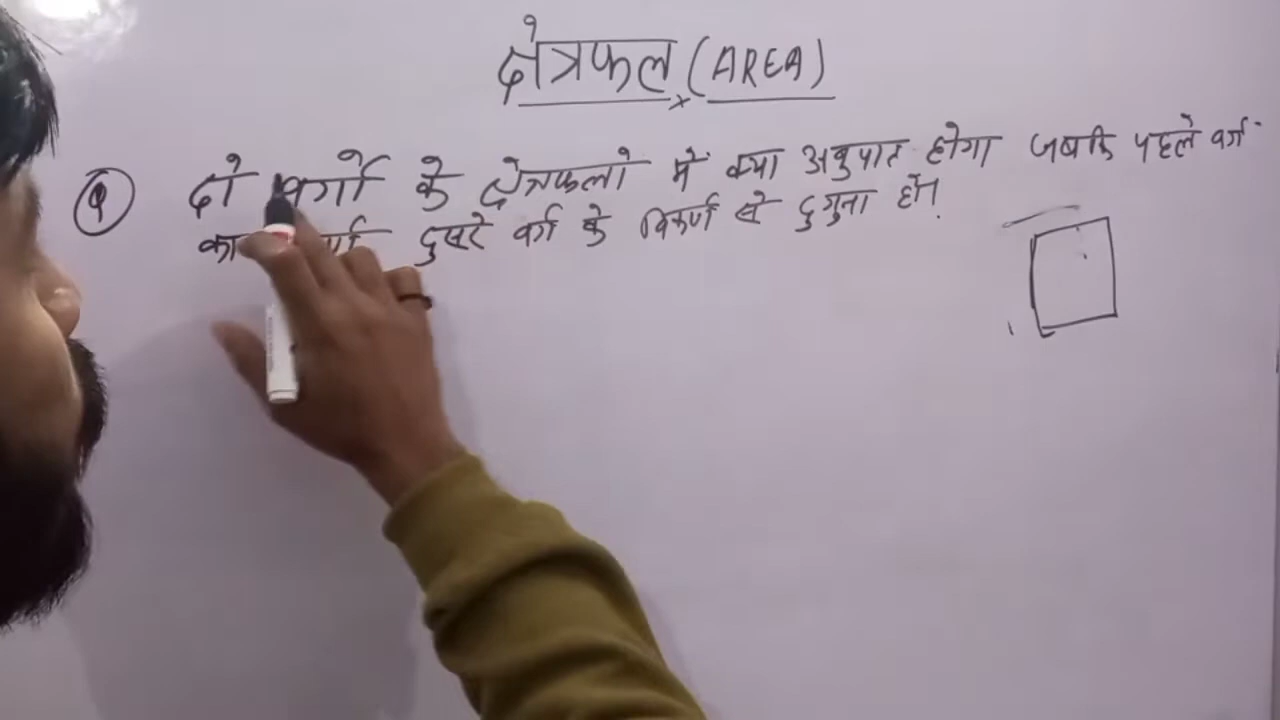 क्षेत्रफल (AREA)
Q दो वर्गो के क्षेत्रफलो मे क्या अनुपात होगा जबकि पहले वर्ग
का दुसरे वर्ग के विकर्ण से दुगुना हो।